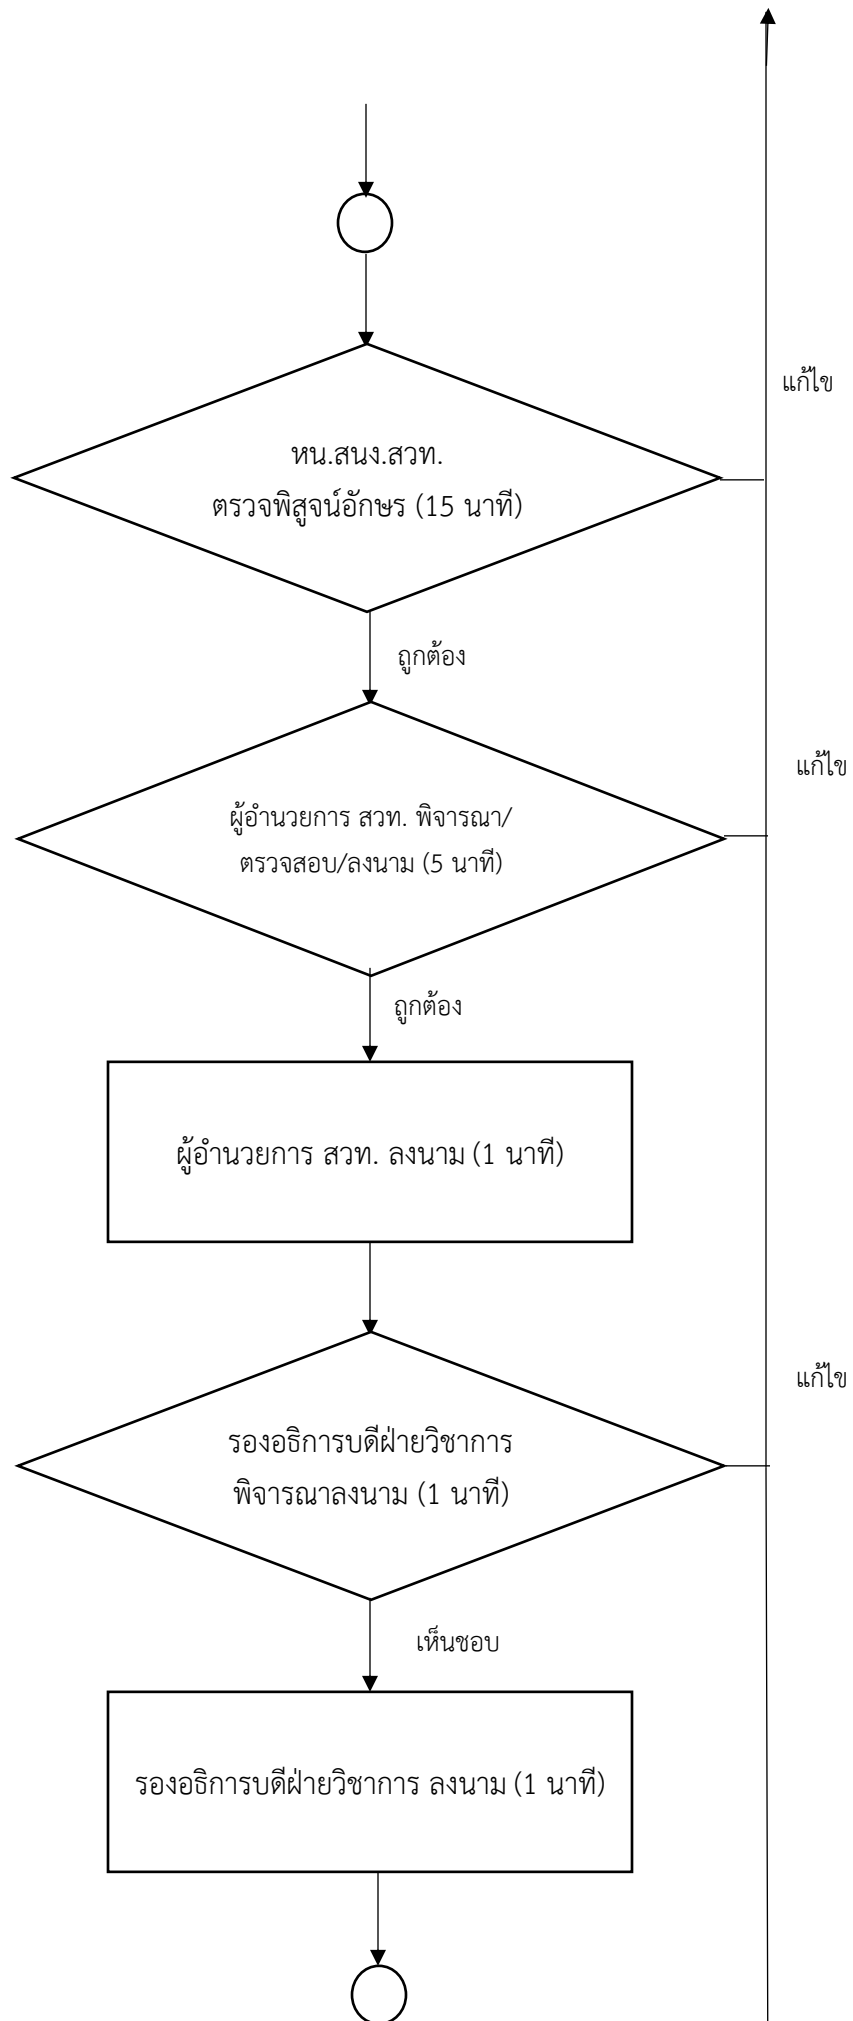 แก้ไข
หน.สนง.สวท.
ตรวจพิสูจน์อักษร (15 นาที)
ถูกต้อง
แก้ไข
ผู้อำนวยการ สวท. พิจารณา/
ตรวจสอบ/ลงนาม (5 นาที)
ถูกต้อง
ผู้อำนวยการ สวท. ลงนาม (1 นาที)
แก้ไข
รองอธิการบดีฝ่ายวิชาการ
พิจารณาลงนาม (1 นาที)
เห็นชอบ
รองอธิการบดีฝ่ายวิชาการ ลงนาม (1 นาที)